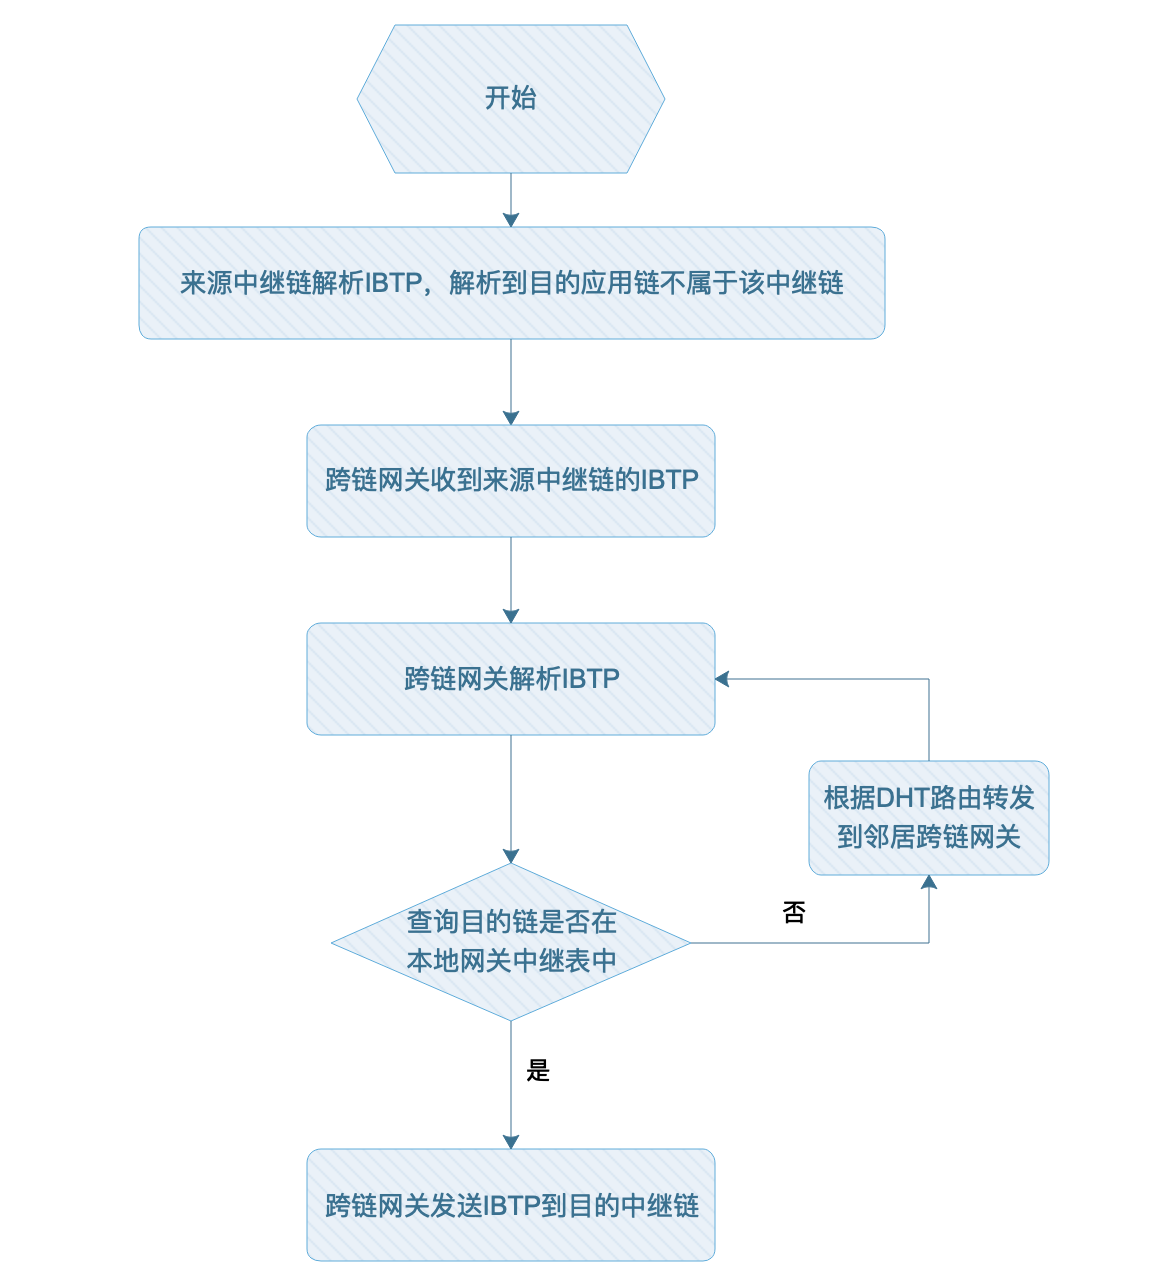 开始
来源中继链解析IBTP，解析到目的应用链不属于该中继链
跨链网关收到来源中继链的IBTP
跨链网关解析IBTP
根据DHT路由转发
到邻居跨链网关
查询目的链是否在
本地网关中继表中
否
是
跨链网关发送IBTP到目的中继链